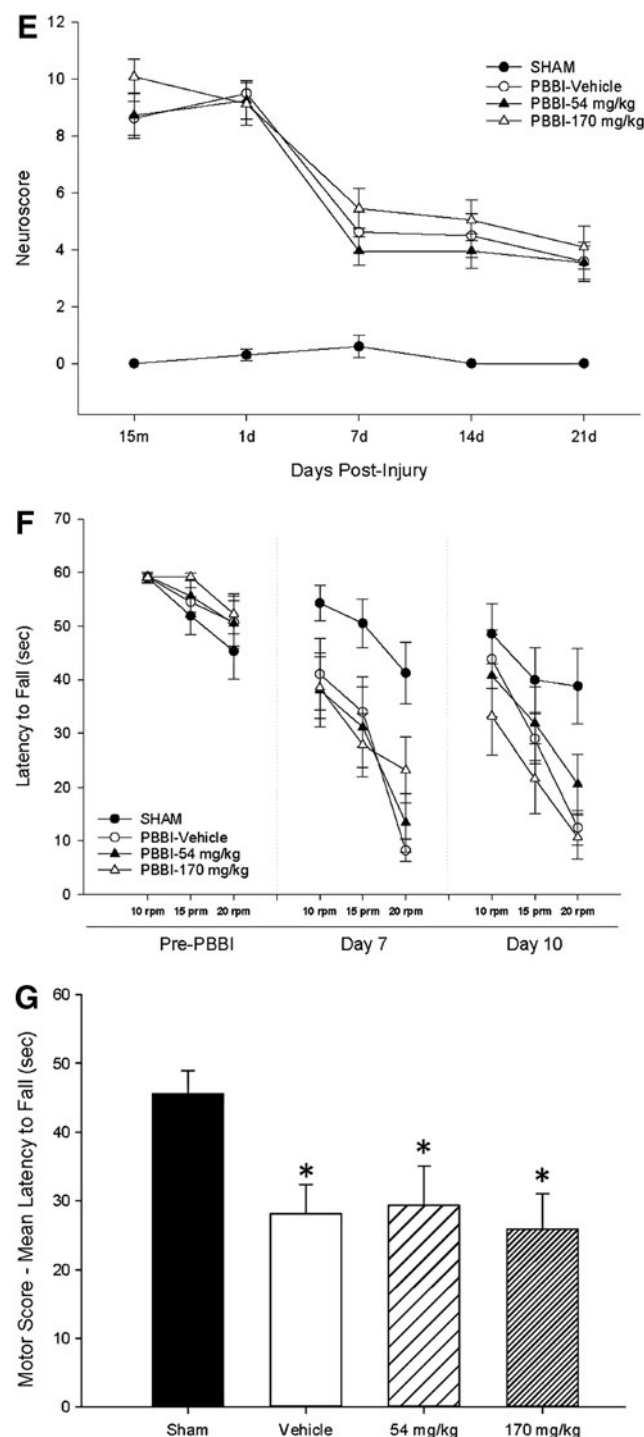 E
12
10
8
6
4
2
0
Neuroscore
SHAM
PBBI-Vehicle
PBBI-54 mg/kg
PBBI-170 mg/kg
15m 1d 7d 14d 21d
Days Post-Injury
F
70
60
50
40
30
20
10
0
Latency to Fall (sec)
SHAM
PBBI-Vehicle
PBBI-54 mg/kg
PBBI-170 mg/kg
10 rpm 15 prm 20 rpm 10 rpm 15 prm 20 rpm 10 rpm 15 prm 20 rpm
Pre-PBBI Day 7 Day 10
G
60
50
40
30
20
10
0
Motor Score - Mean Latency to Fall (sec)
* * *
Sham Vehicle 54 mg/kg 170 mg/kg